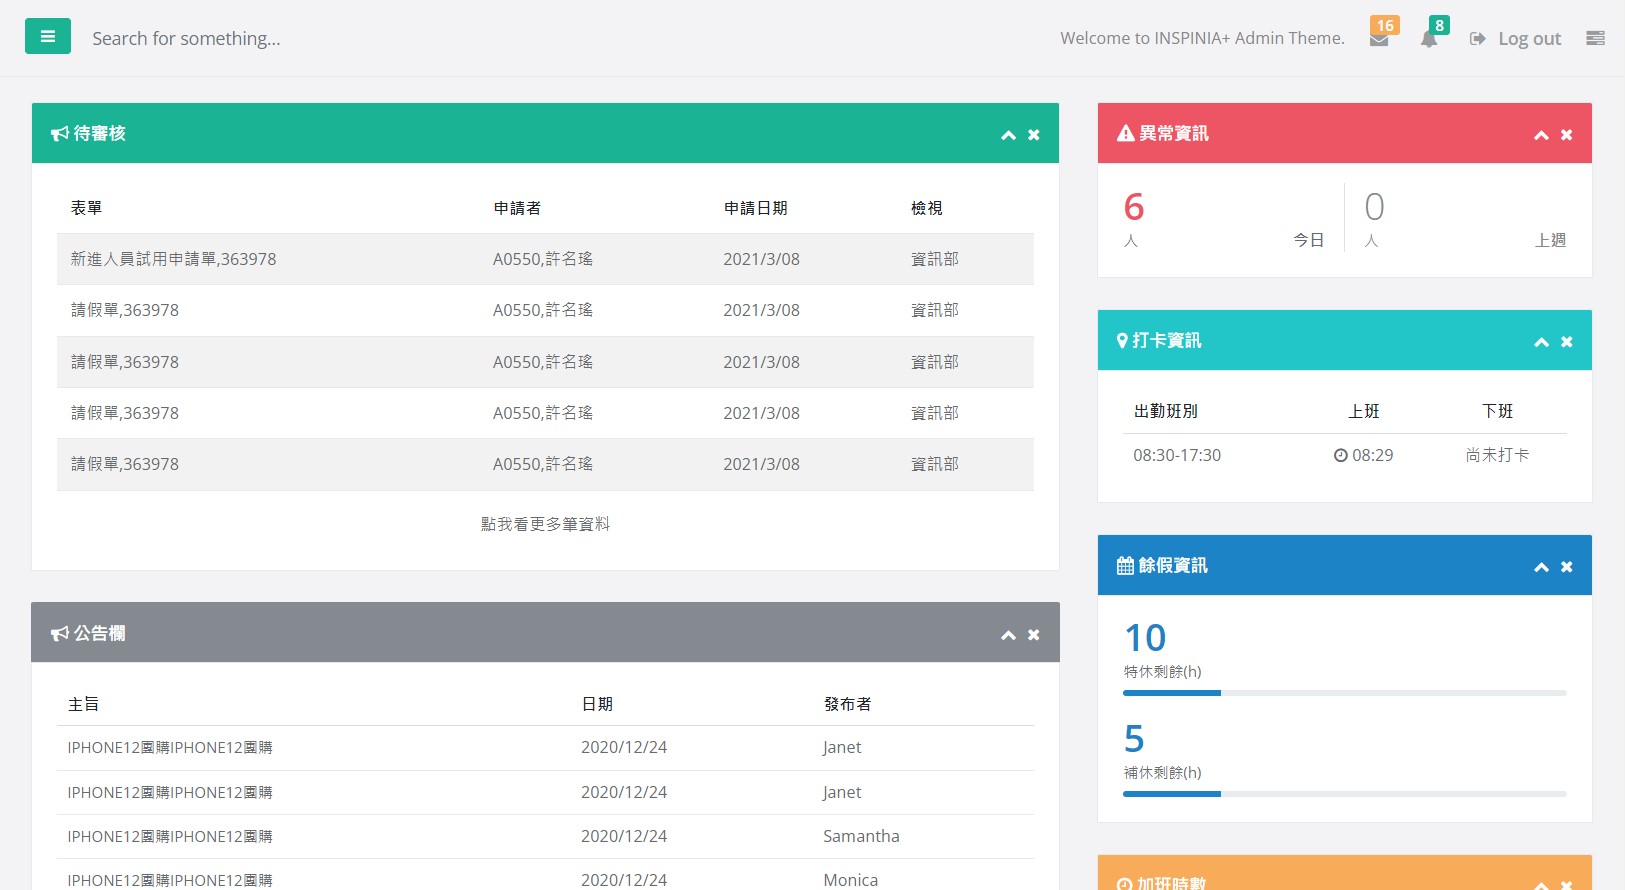 Search for something...
Welcome to INSPINIA+ Admin Theme.
16
8
Log out
待審核
表單 申請者 申請日期 檢視
新進人員試用申請單,363978 A0550,許名瑤 2021/3/08 資訊部
請假單,363978 A0550,許名瑤 2021/3/08 資訊部
請假單,363978 A0550,許名瑤 2021/3/08 資訊部
請假單,363978 A0550,許名瑤 2021/3/08 資訊部
請假單,363978 A0550,許名瑤 2021/3/08 資訊部
點我看更多筆資料
公告欄
主旨 日期 發布者
IPHONE12團購IPHONE12團購 2020/12/24 Janet
IPHONE12團購IPHONE12團購 2020/12/24 Janet
IPHONE12團購IPHONE12團購 2020/12/24 Samantha
IPHONE12團購IPHONE12團購 2020/12/24 Monica
異常資訊
6 0
人 今日 人 上週
打卡資訊
出勤班別 上班 下班
08:30-17:30 08:29 尚未打卡
餘假資訊
10
特休剩餘(h)
5
補休剩餘(h)
加班時數